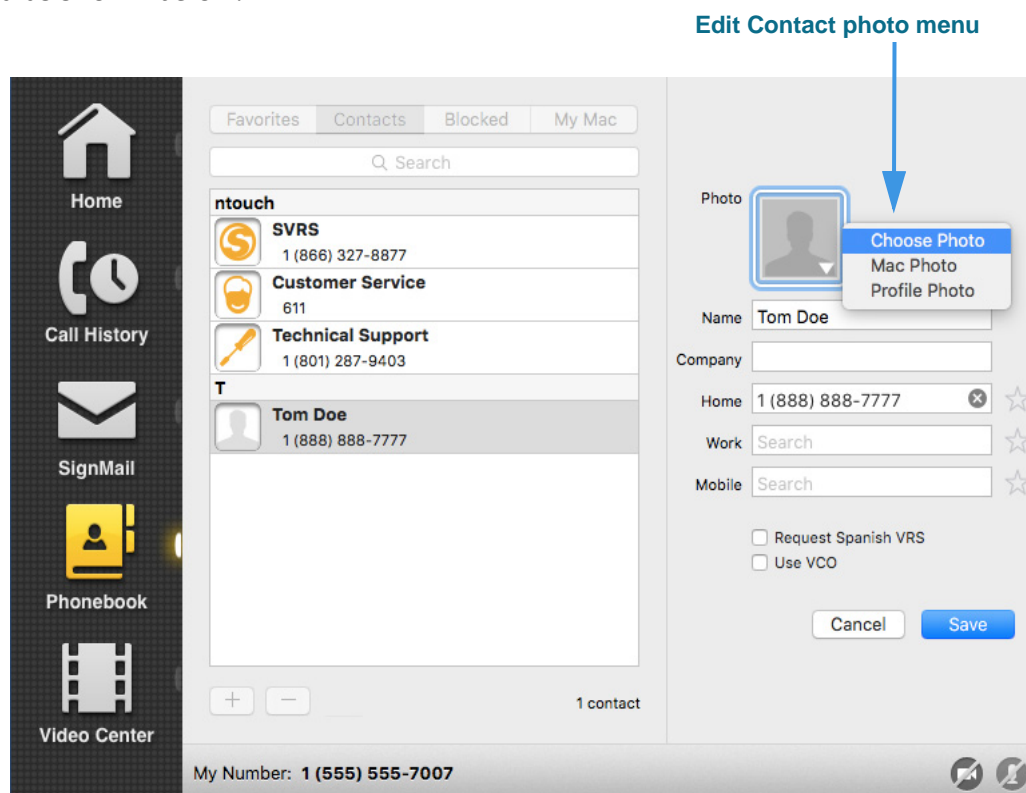 Edit Contact photo menu
Home
Call History
SignMail
Phonebook
Video Center
Favorites Contacts Blocked My Mac
Search
ntouch
SVRS
1 (866) 327-8877
Customer Service
611
Technical Support
1 (801) 287-9403
T
Tom Doe
1 (888) 888-7777
1 contact
Photo
Choose Photo
Mac Photo
Profile Photo
Name Tom Doe
Company
Home 1 (888) 888-7777
Work Search
Mobile Search
Request Spanish VRS
Use VCO
Cancel Save
My Number: 1 (555) 555-7007